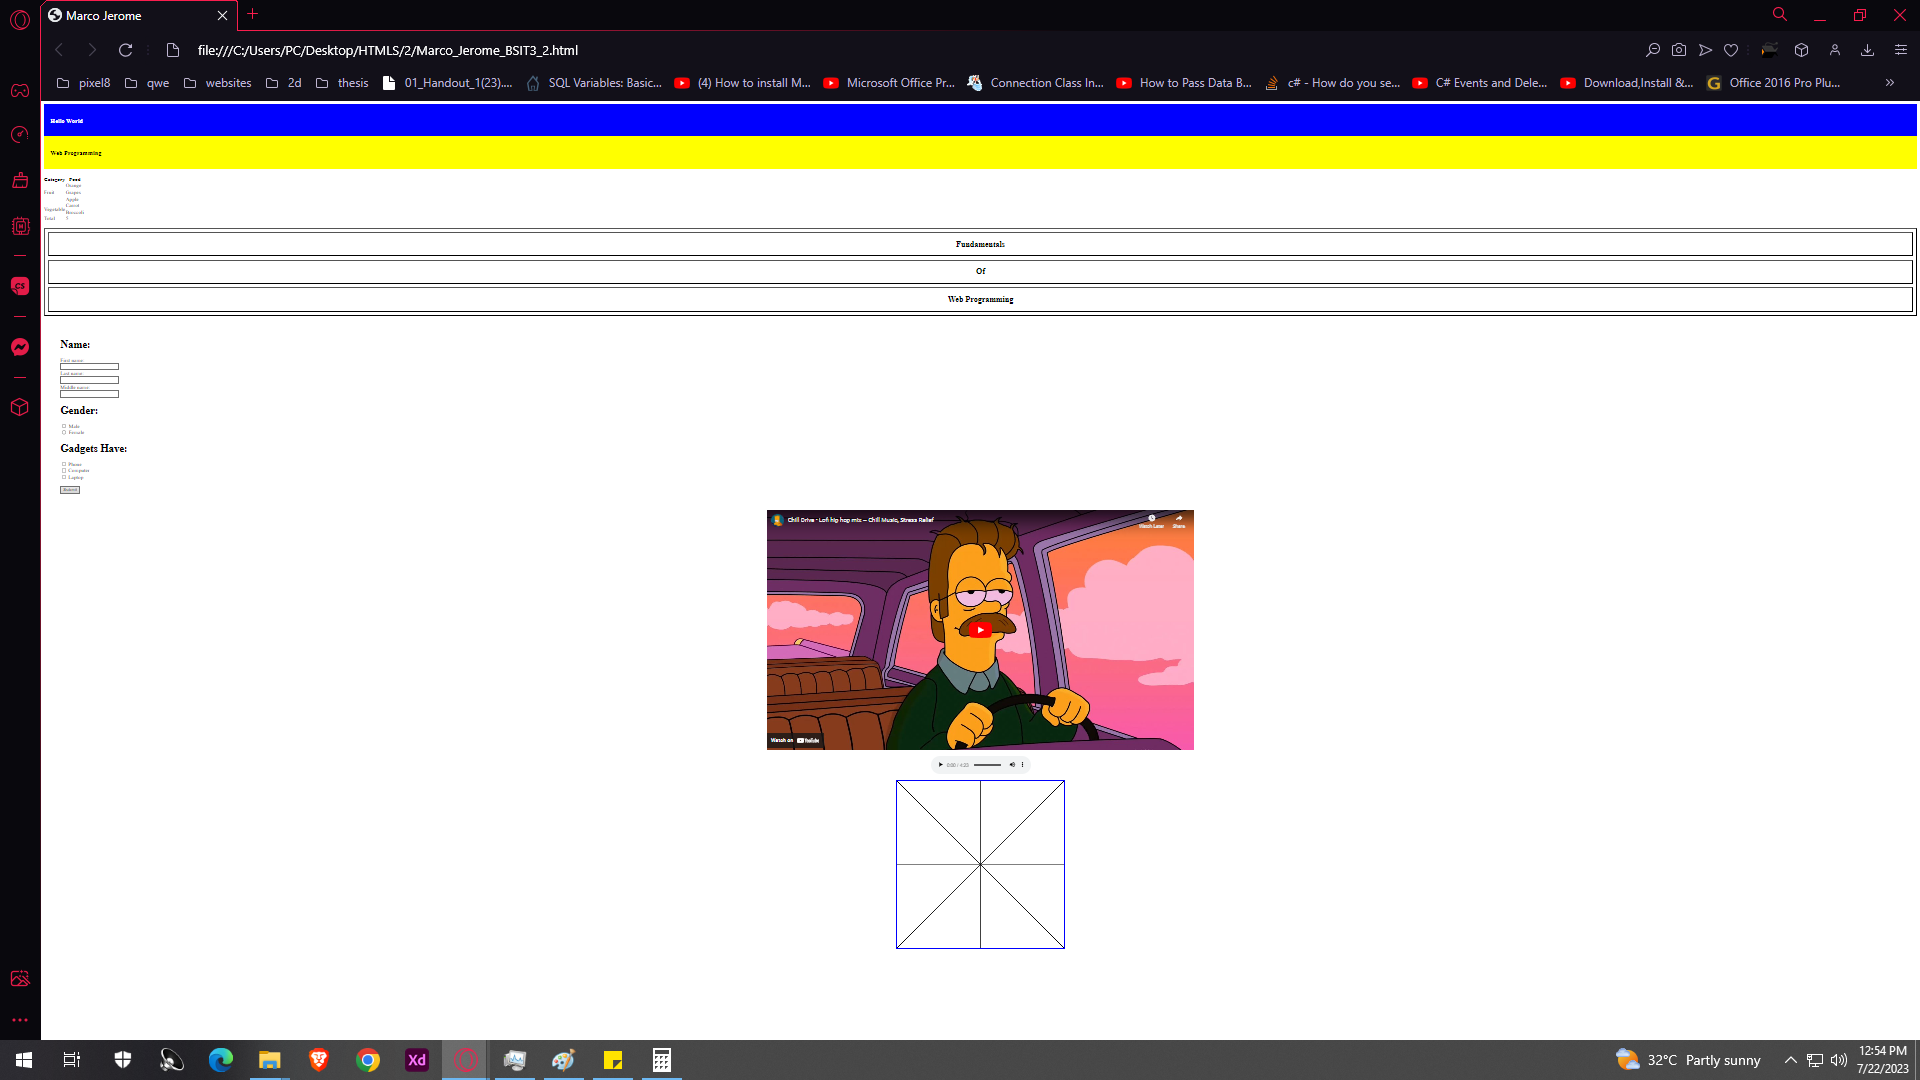 Marco Jerome
file:///C:/Users/PC/Desktop/HTMLS/2/Marco_Jerome_BSIT3_2.html
pixel8 qwe websites 2d thesis 01_Handout_1(23).... SQL Variables: Basic... (4) How to install M... Microsoft Office Pr... Connection Class In... How to Pass Data B... c# - How do you se... C# Events and Dele... Download,Install &... Office 2016 Pro Plu...
Hello World
Web Programming
Category Food
Orange
Fruit Grapes
Apple
Carrot
Vegetable
Broccoli
Total 5
Fundamentals
Of
Web Programming
Name:
First name:
Last name:
Middle name:
Gender:
Male
Female
Gadgets Have:
Phone
Computer
Laptop
Submit
Chill Drive - Lofi hip hop mix ~ Chill Music, Stress Relief
Watch Later Share
Watch on YouTube
0:00 / 4:23
CS
Xd
32°C Partly sunny
12:54 PM
7/22/2023